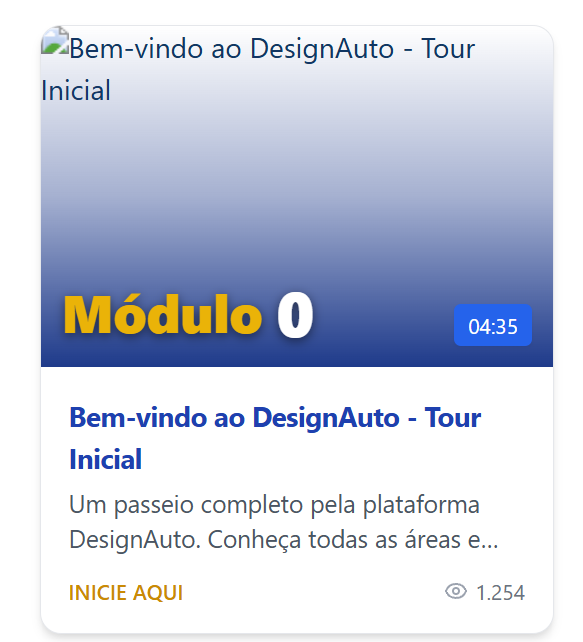 Bem-vindo ao DesignAuto - Tour
Inicial
Módulo 0
04:35
Bem-vindo ao DesignAuto - Tour
Inicial
Um passeio completo pela plataforma
DesignAuto. Conheça todas as áreas e...
INICIE AQUI
1.254